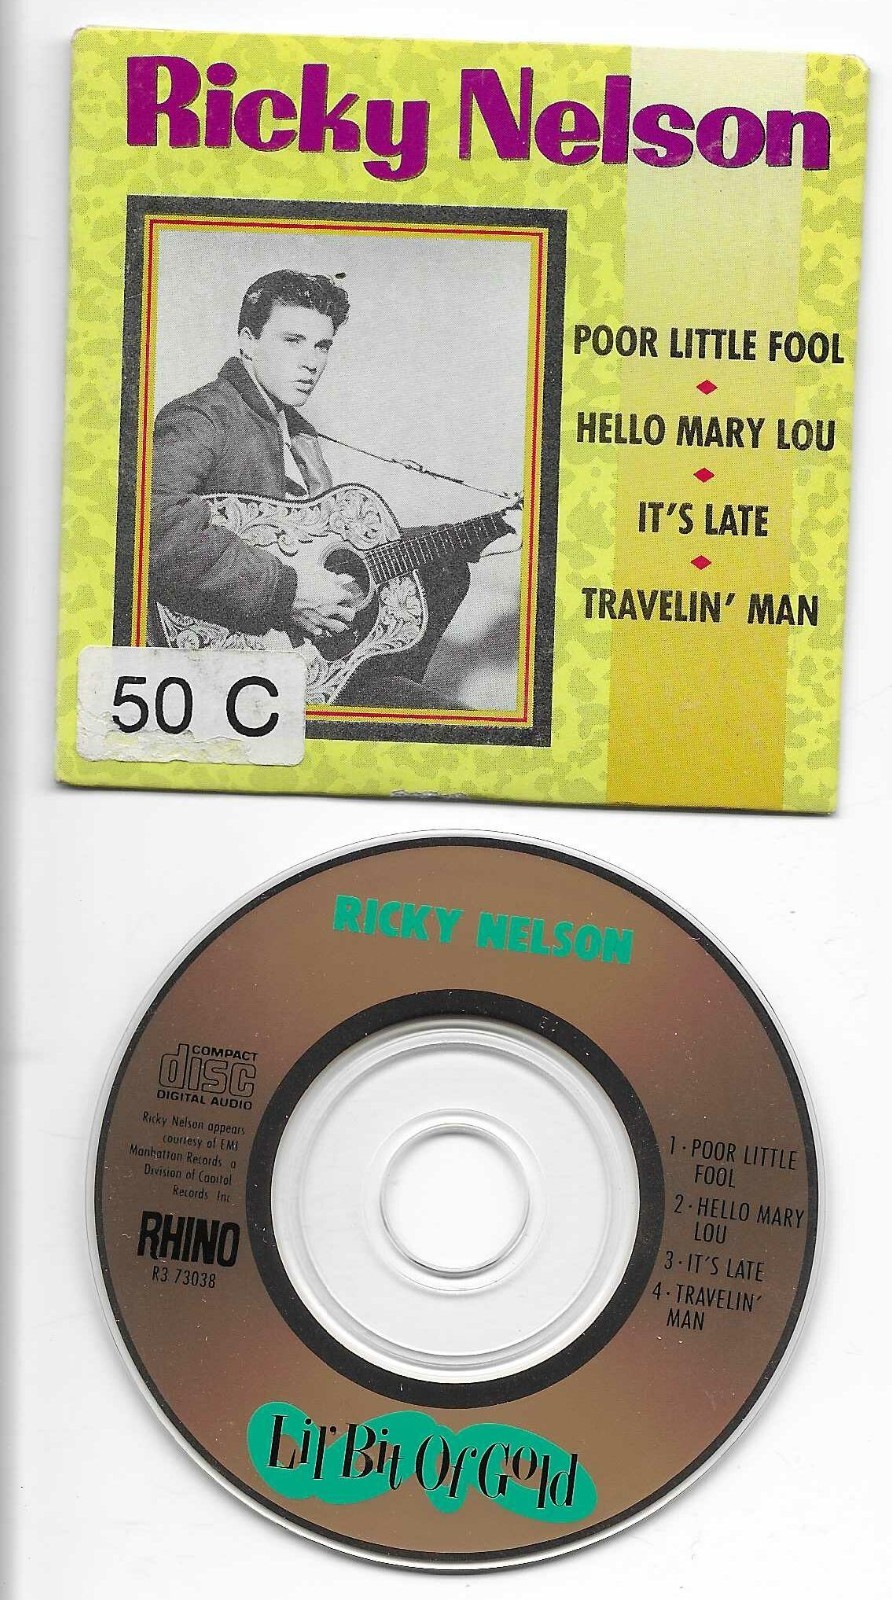 Ricky Nelson
POOR LITTLE FOOL
HELLO MARY LOU
IT'S LATE
TRAVELIN' MAN
50 C
RICKY NELSON
COMPACT
disc
DIGITAL AUDIO
Ricky Nelson appears
courtesy of EMI
Manhattan Records a
Division of Capitol
Records Inc
RHINO
R3 73038
1 · POOR LITTLE
FOOL
2 · HELLO MARY
LOU
3 · IT'S LATE
4 · TRAVELIN'
MAN
Lil' Bit Of Gold